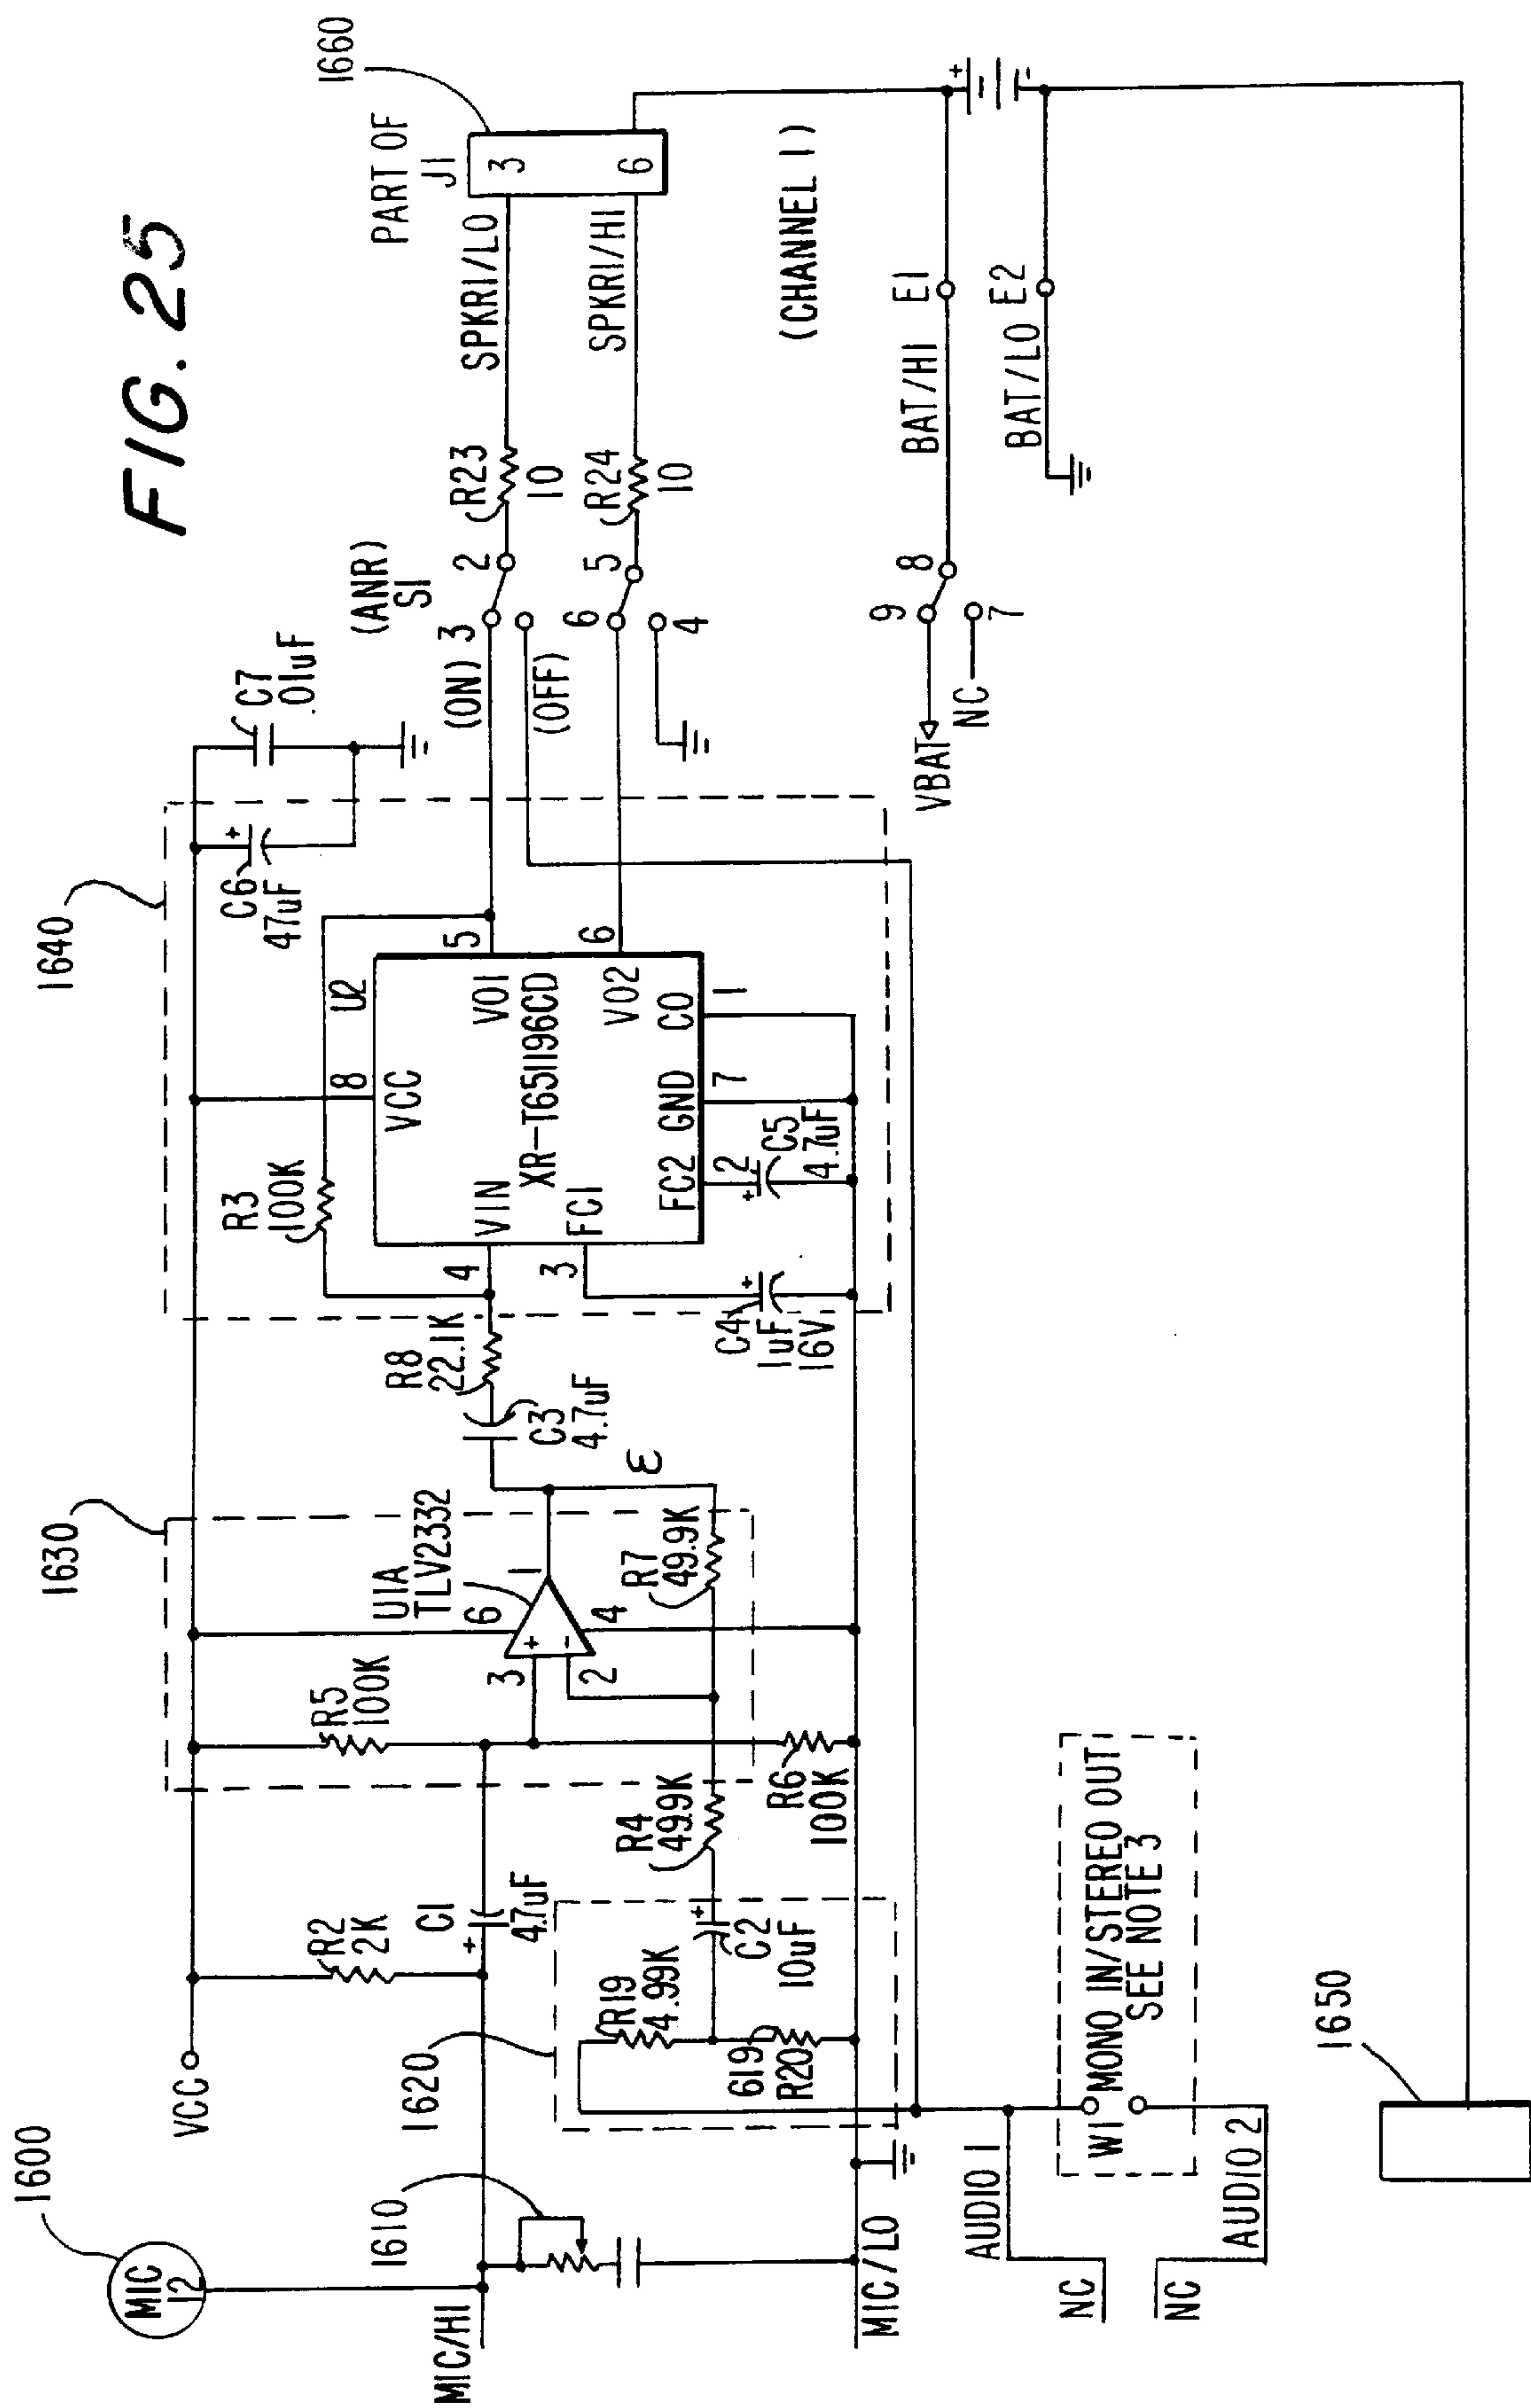 FIG. 25
1600
MIC
12
VCC
MIC/HI
1610
MIC/LO
1620
R2
2K
C1
4.7uF
+
R19
4.99K
619
R20
+
C2
10uF
R4
49.9K
1630
R5
100K
R6
100K
U1A
TLV2332
3
2
6
4
1
+
-
R7
49.9K
ε
C3
4.7uF
R8
22.1K
1640
R3
100K
U2
8
VCC
4
VIN
3
FC1
XR-T651196CD
VO1
5
VO2
6
FC2
GND
CO
2
7
1
C4
1uF
16V
+
C5
4.7uF
+
C6
47uF
+
C7
.01uF
(ANR)
S1
(ON)
3
2
(OFF)
6
5
4
R23
10
R24
10
SPKR1/LO
SPKR1/HI
PART OF
J1
3
6
1660
(CHANNEL 1)
VBAT
9
8
NC
7
BAT/HI
E1
BAT/LO
E2
+
-
AUDIO 1
NC
NC
AUDIO 2
W1
MONO IN/STEREO OUT
SEE NOTE 3
1650